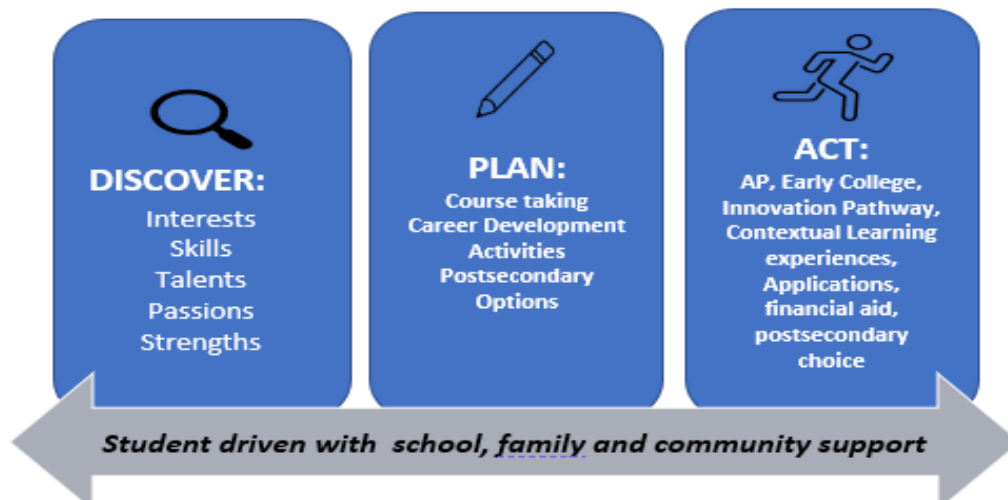 DISCOVER:
Interests
Skills
Talents
Passions
Strengths
PLAN:
Course taking
Career Development
Activities
Postsecondary
Options
ACT:
AP, Early College,
Innovation Pathway,
Contextual Learning
experiences,
Applications,
financial aid,
postsecondary
choice
Student driven with school, family and community support